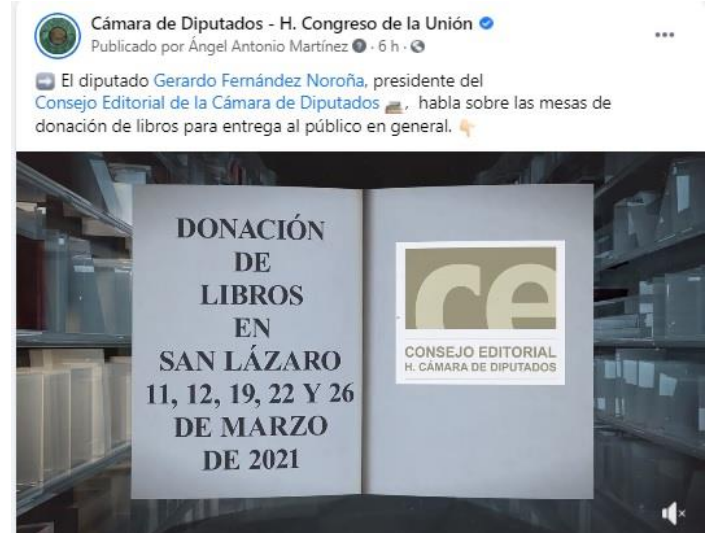 Cámara de Diputados - H. Congreso de la Unión
Publicado por Ángel Antonio Martínez · 6 h ·
El diputado Gerardo Fernández Noroña, presidente del
Consejo Editorial de la Cámara de Diputados , habla sobre las mesas de
donación de libros para entrega al público en general.
DONACIÓN
DE
LIBROS
EN
SAN LÁZARO
11, 12, 19, 22 Y 26
DE MARZO
DE 2021
ce
CONSEJO EDITORIAL
H. CÁMARA DE DIPUTADOS